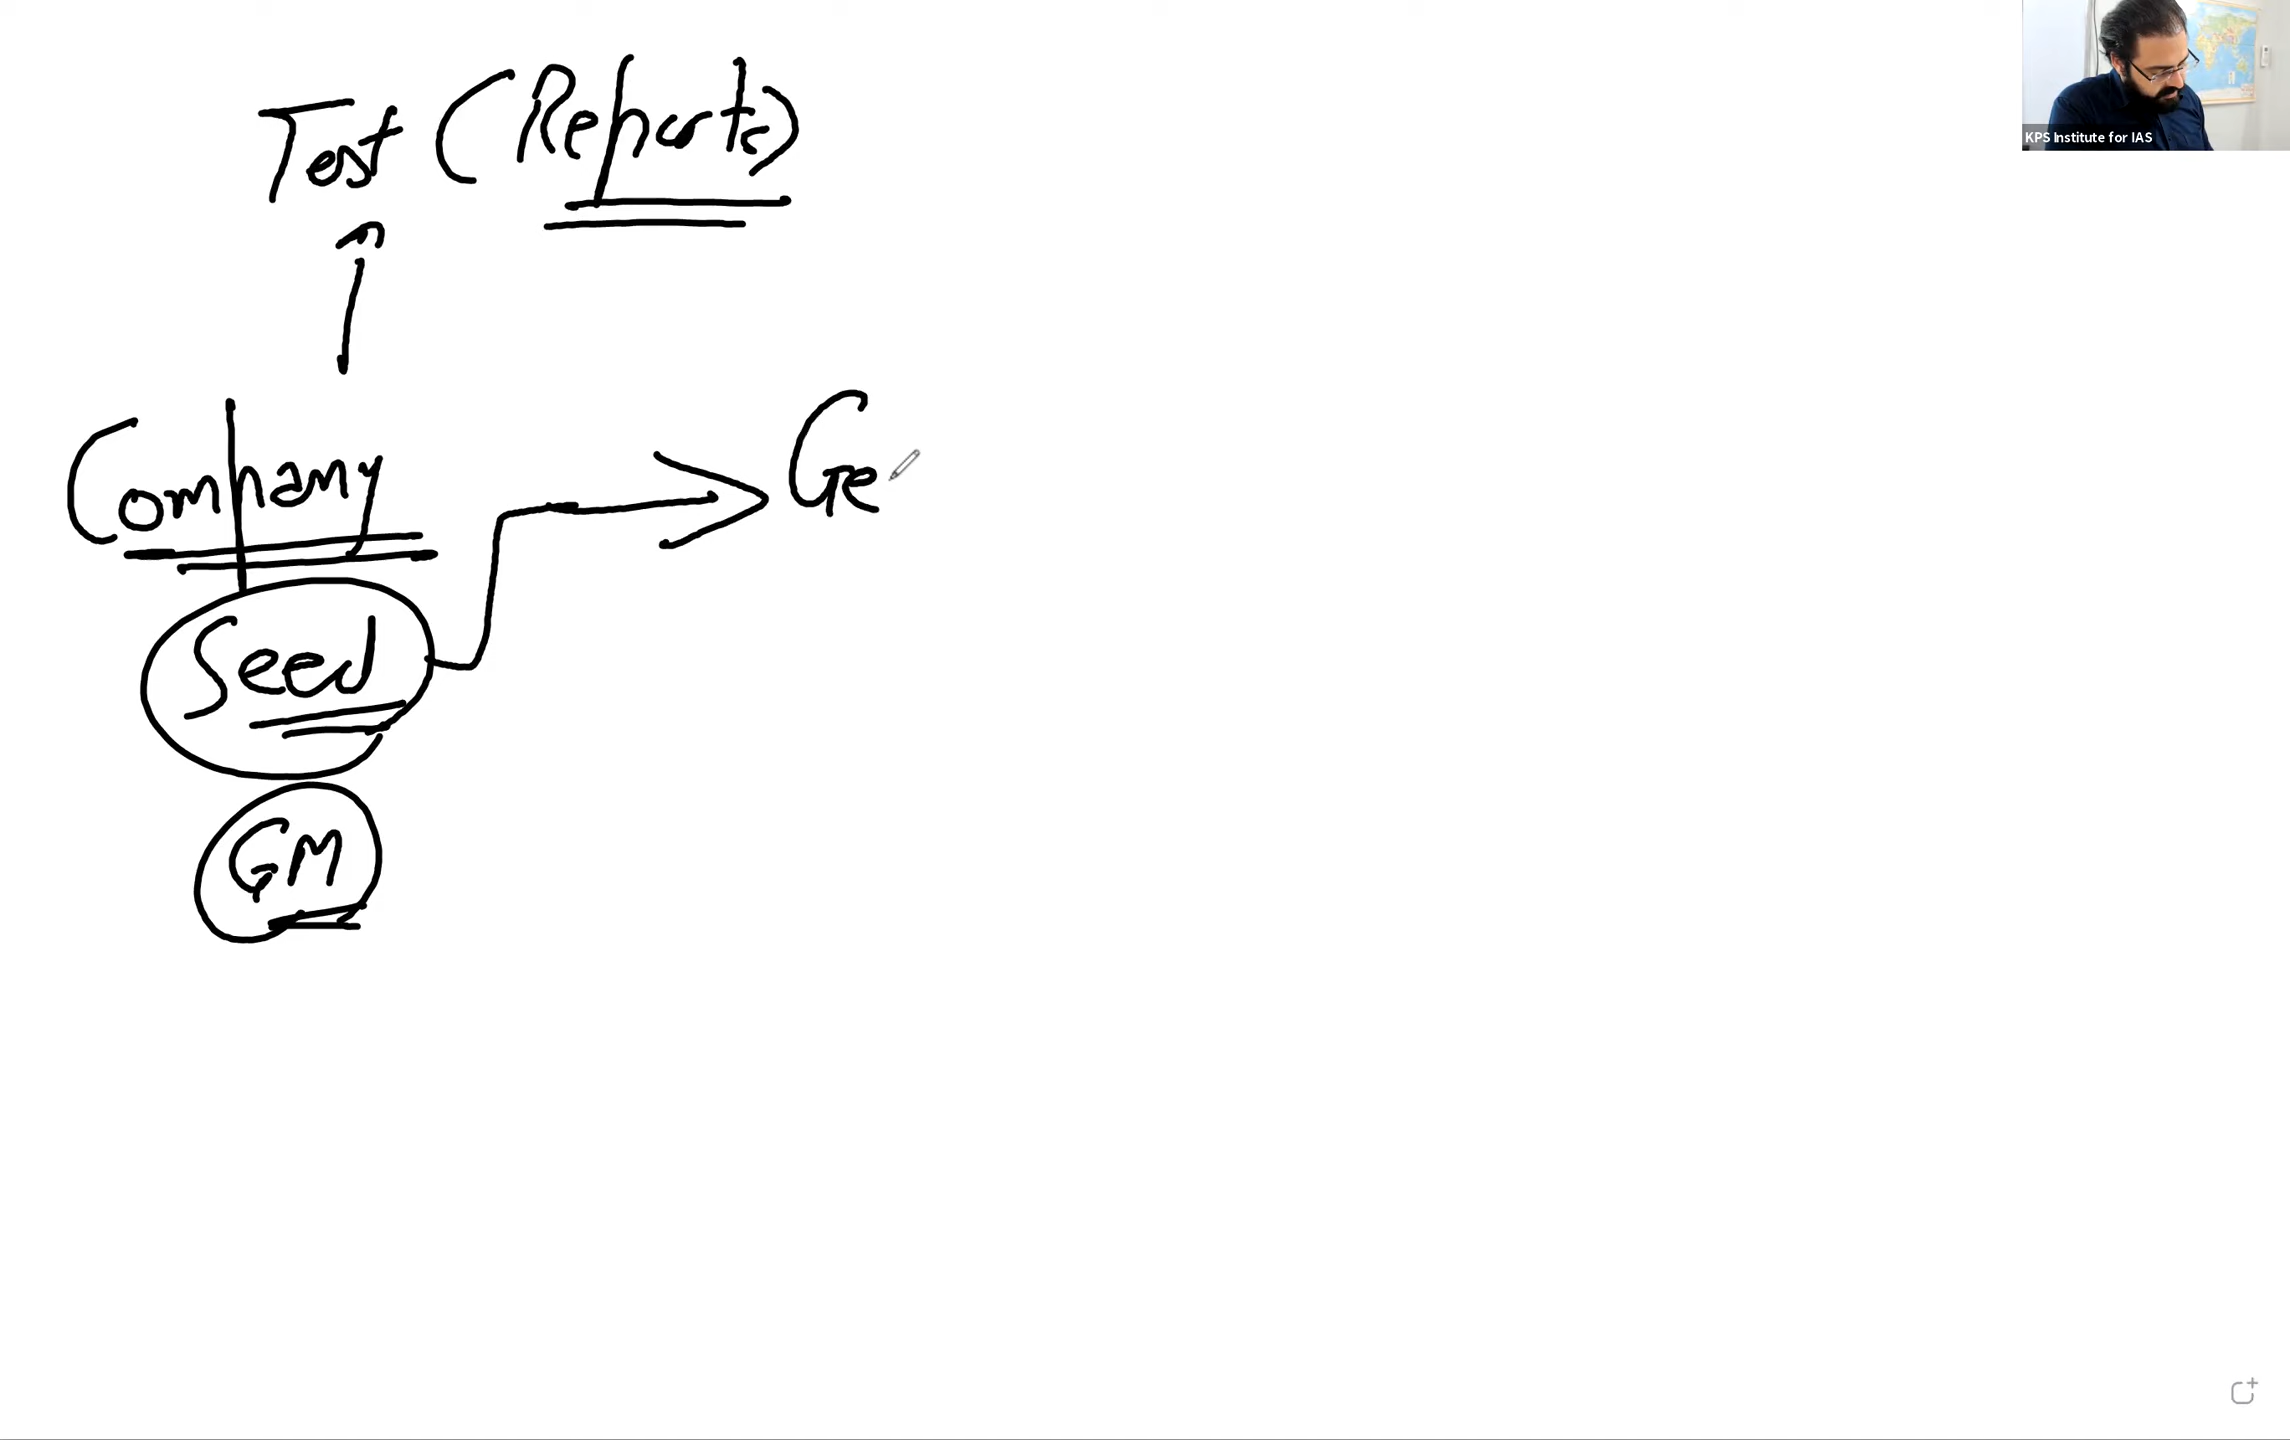 Test (Reports)
KPS Institute for IAS
Company
Ge
Seed
GM